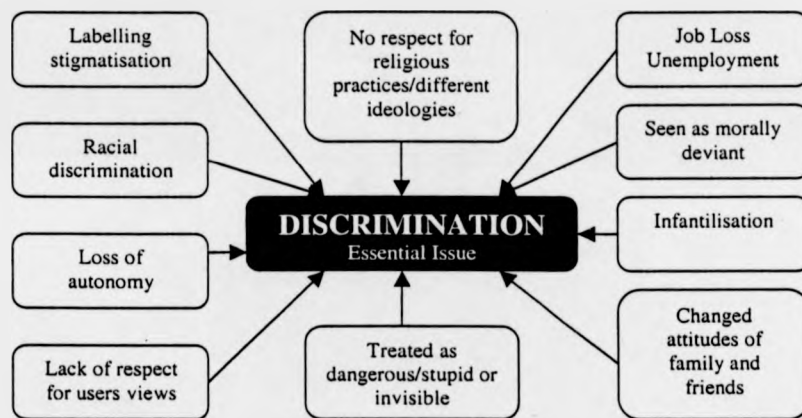 Labelling
stigmatisation
No respect for
religious
practices/different
ideologies
Job Loss
Unemployment
Racial
discrimination
Seen as morally
deviant
DISCRIMINATION
Essential Issue
Loss of
autonomy
Infantilisation
Lack of respect
for users views
Treated as
dangerous/stupid or
invisible
Changed
attitudes of
family and
friends